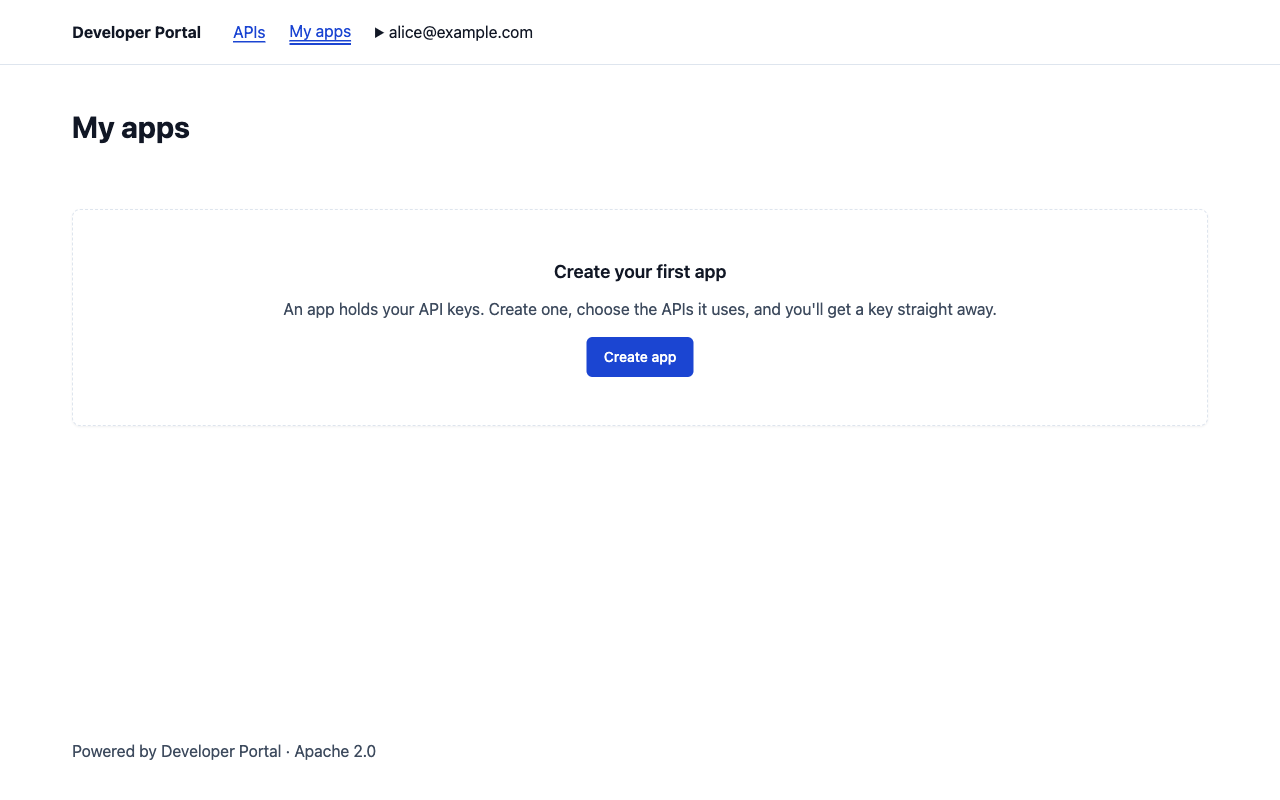 Developer Portal APIs My apps ▶ alice@example.com
My apps
Create your first app
An app holds your API keys. Create one, choose the APIs it uses, and you'll get a key straight away.
Create app
Powered by Developer Portal · Apache 2.0